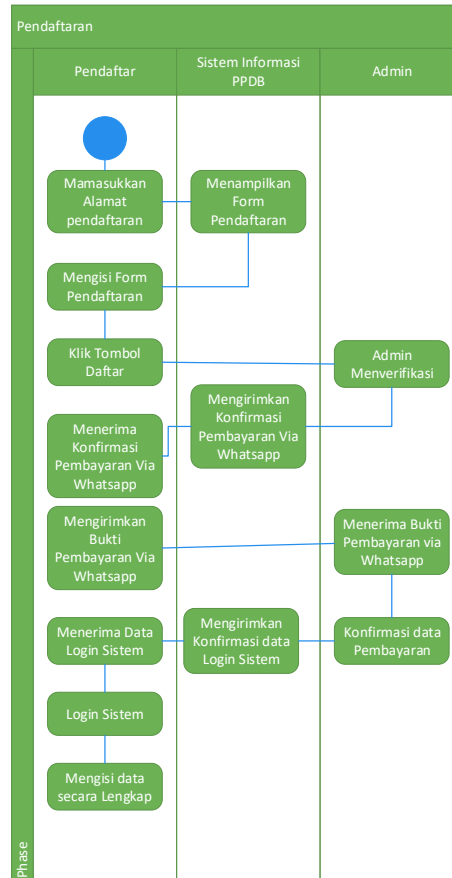 Pendaftaran
Pendaftar
Sistem Informasi
PPDB
Admin
Mamasukkan
Alamat
pendaftaran
Menampilkan
Form
Pendaftaran
Mengisi Form
Pendaftaran
Klik Tombol
Daftar
Admin
Menverifikasi
Mengirimkan
Konfirmasi
Pembayaran Via
Whatsapp
Menerima
Konfirmasi
Pembayaran Via
Whatsapp
Mengirimkan
Bukti
Pembayaran Via
Whatsapp
Menerima Bukti
Pembayaran via
Whatsapp
Konfirmasi data
Pembayaran
Mengirimkan
Konfirmasi data
Login Sistem
Menerima Data
Login Sistem
Login Sistem
Mengisi data
secara Lengkap
Phase